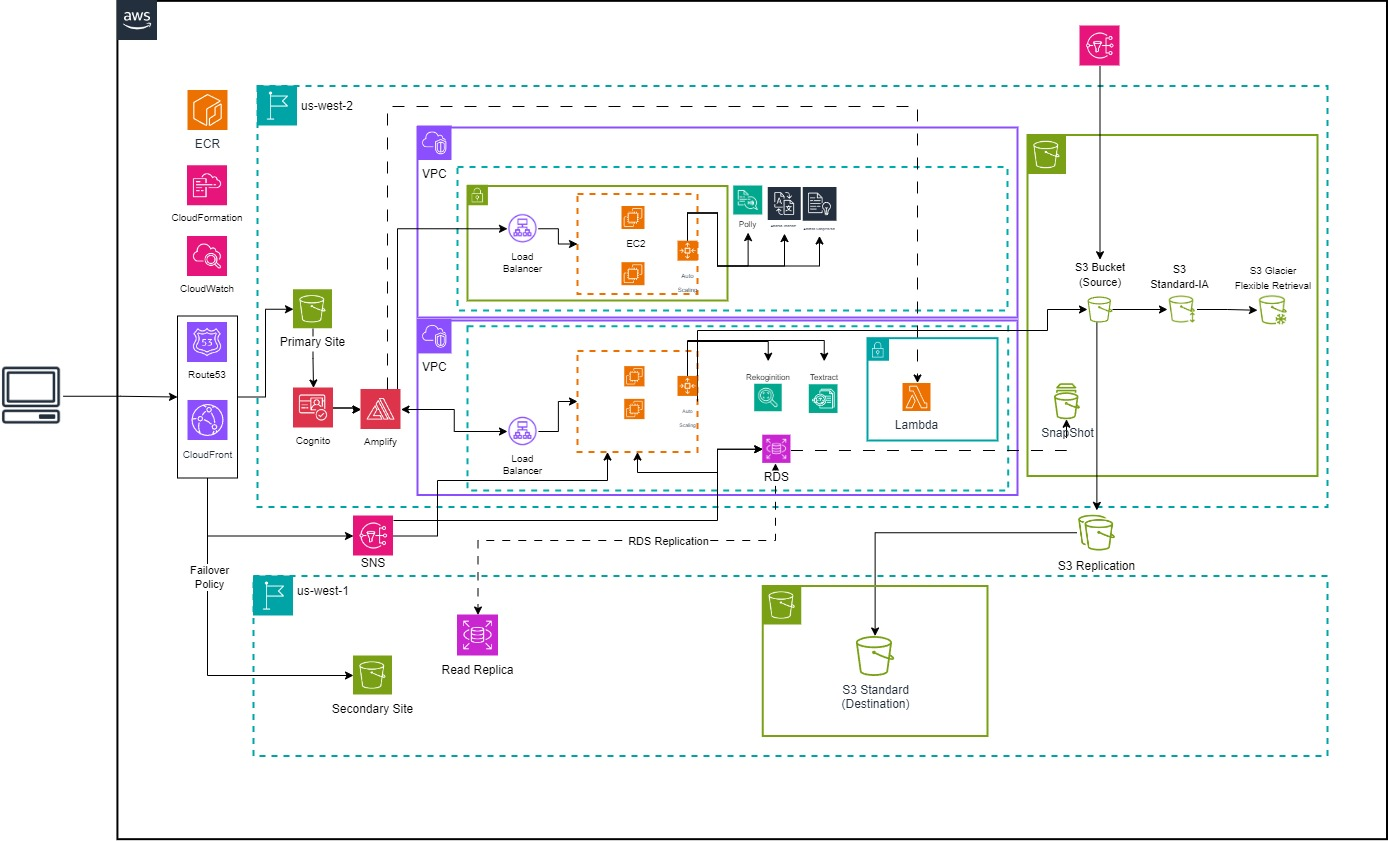 aws
us-west-2
ECR
VPC
CloudFormation
Polly
EC2
Load
Balancer
Auto
Scaling
CloudWatch
S3 Bucket
(Source)
S3
Standard-IA
S3 Glacier
Flexible Retrieval
53
Route53
Primary Site
VPC
Rekoginition
Textract
Auto
Scaling
Lambda
SnapShot
CloudFront
Cognito
Amplify
Load
Balancer
RDS
RDS Replication
SNS
S3 Replication
Failover
Policy
us-west-1
Read Replica
S3 Standard
(Destination)
Secondary Site